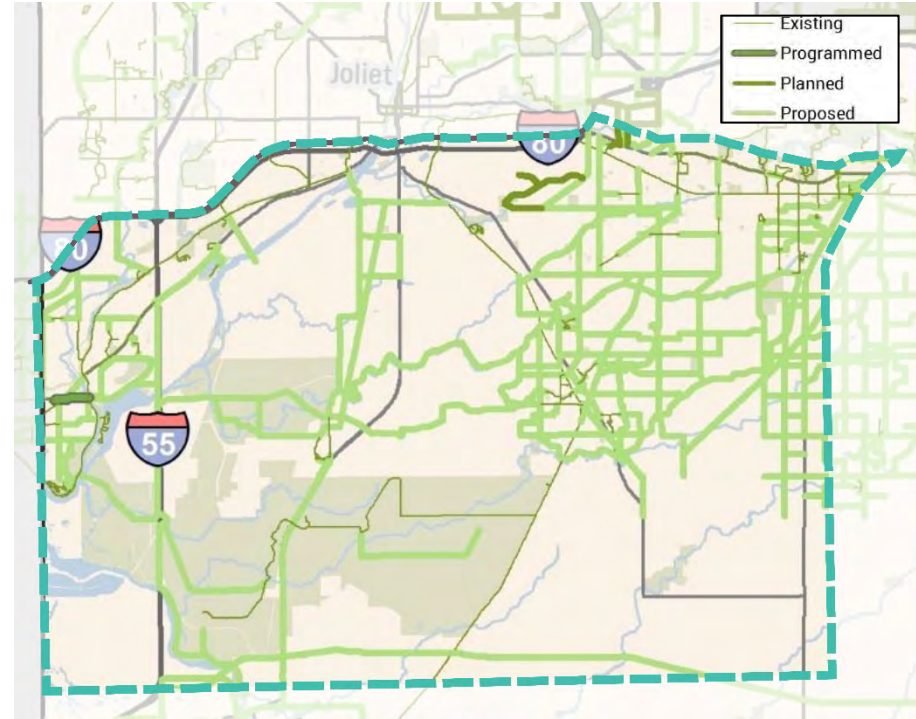 Existing
Programmed
Planned
Proposed
Joliet
80
80
55